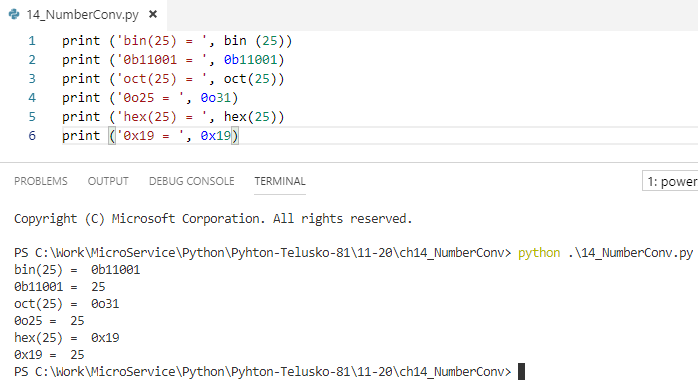 14_NumberConv.py ×
1 print ('bin(25) = ', bin (25))
2 print ('0b11001 = ', 0b11001)
3 print ('oct(25) = ', oct(25))
4 print ('0o25 = ', 0o31)
5 print ('hex(25) = ', hex(25))
6 print ('0x19 = ', 0x19)
PROBLEMS OUTPUT DEBUG CONSOLE TERMINAL 1: power
Copyright (C) Microsoft Corporation. All rights reserved.
PS C:\Work\MicroService\Python\Pyhton-Telusko-81\11-20\ch14_NumberConv> python .\14_NumberConv.py
bin(25) =  0b11001
0b11001 =  25
oct(25) =  0o31
0o25 =  25
hex(25) =  0x19
0x19 =  25
PS C:\Work\MicroService\Python\Pyhton-Telusko-81\11-20\ch14_NumberConv>